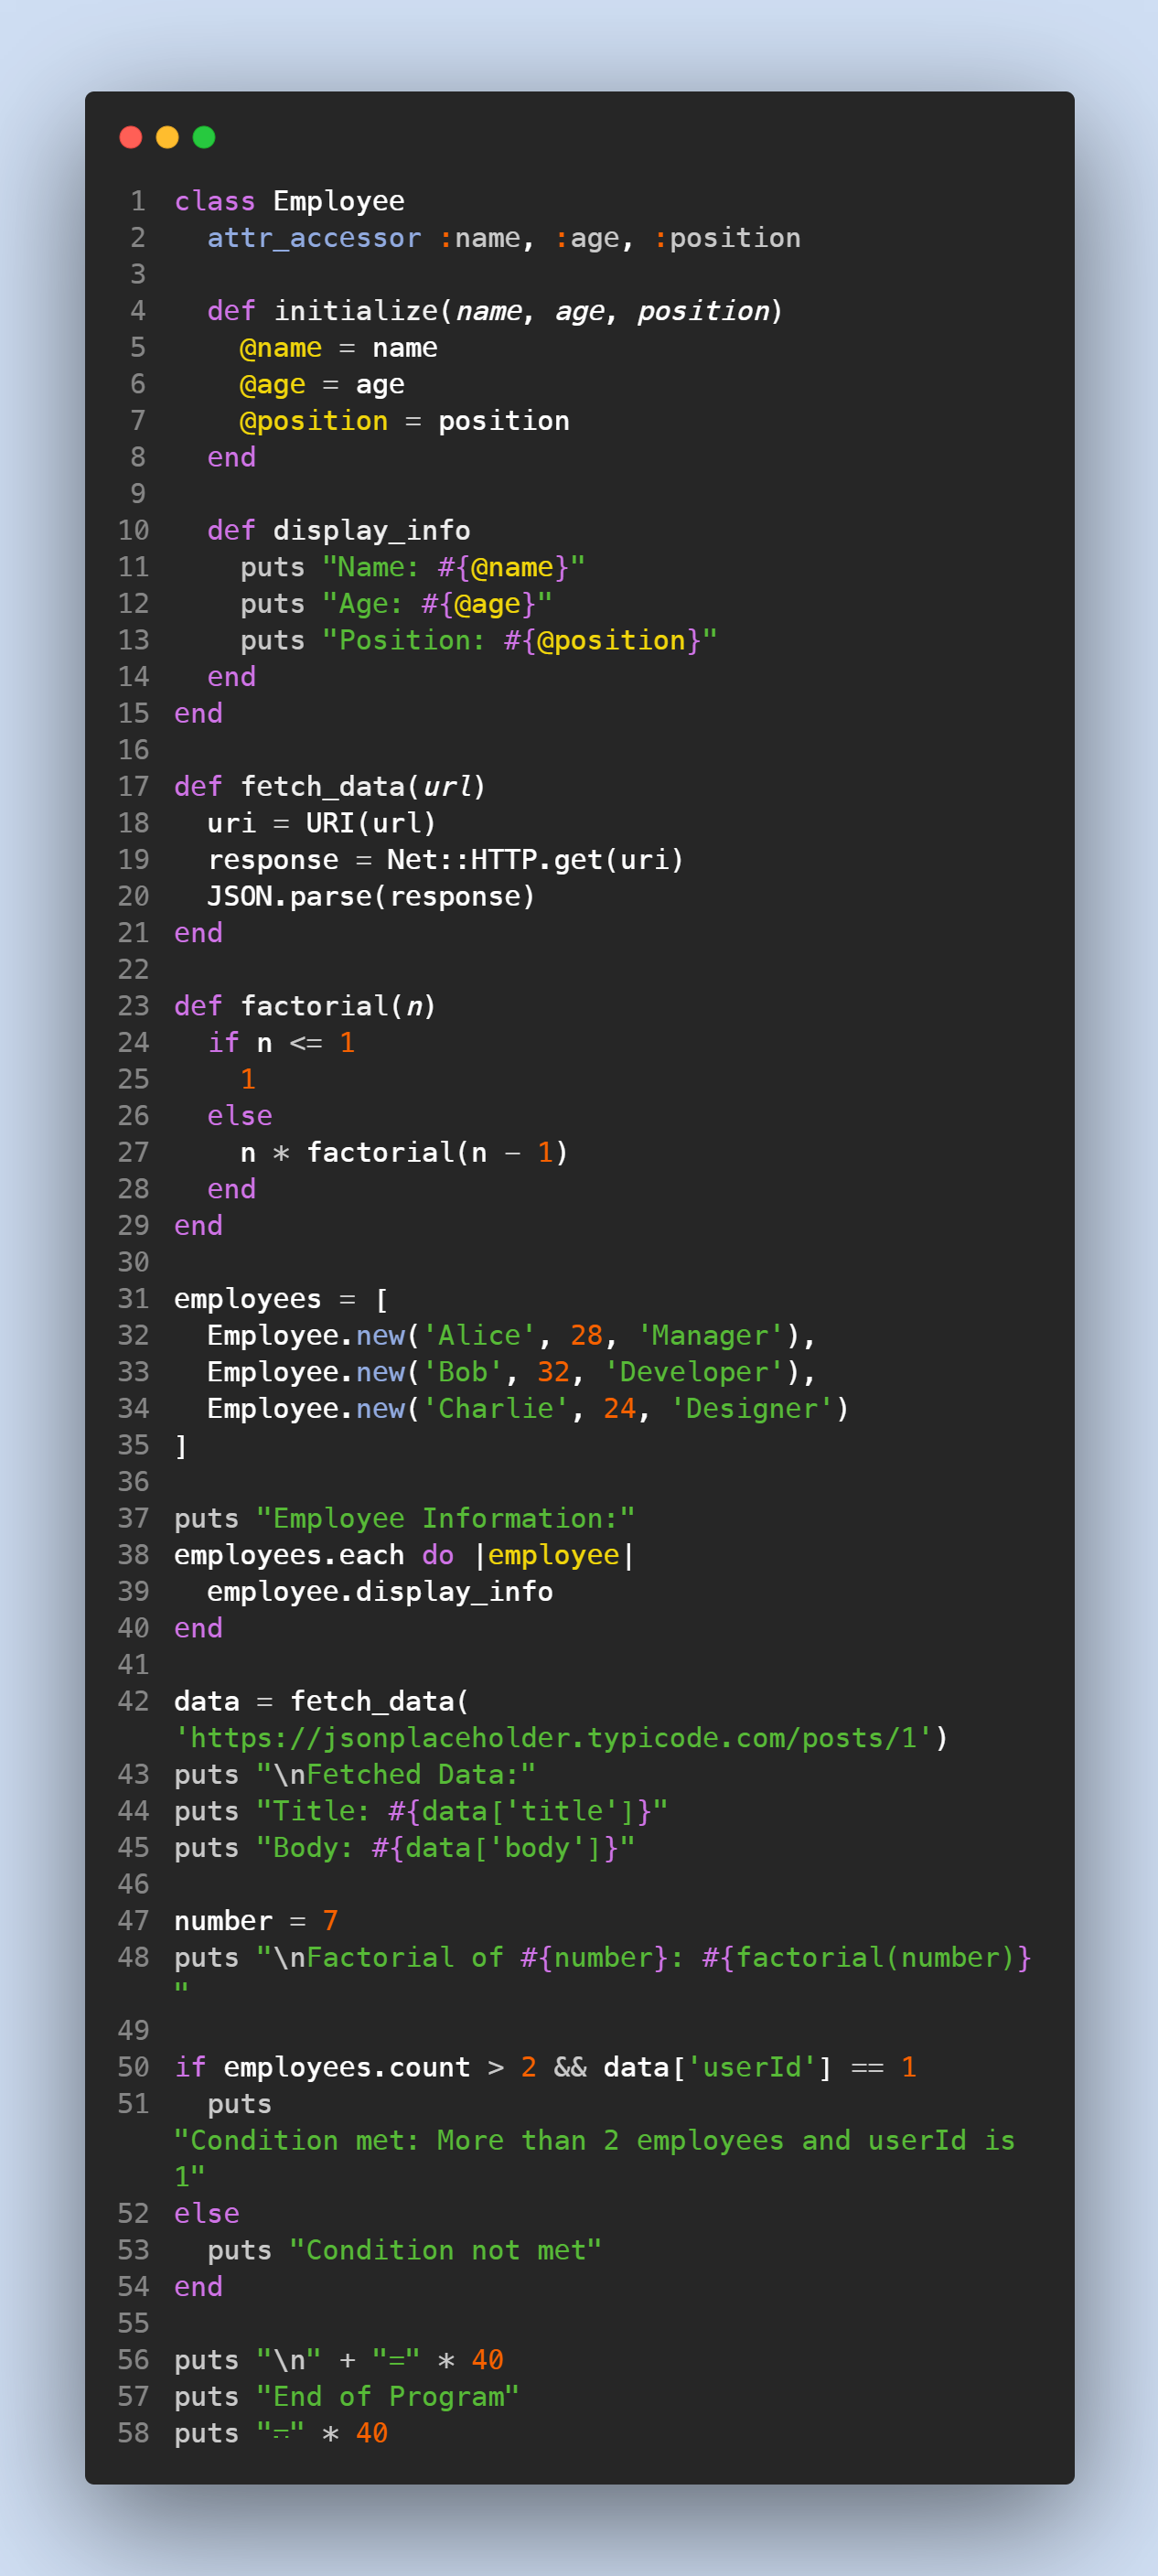 1 class Employee
2   attr_accessor :name, :age, :position
3
4   def initialize(name, age, position)
5     @name = name
6     @age = age
7     @position = position
8   end
9
10   def display_info
11     puts "Name: #{@name}"
12     puts "Age: #{@age}"
13     puts "Position: #{@position}"
14   end
15 end
16
17 def fetch_data(url)
18   uri = URI(url)
19   response = Net::HTTP.get(uri)
20   JSON.parse(response)
21 end
22
23 def factorial(n)
24   if n <= 1
25     1
26   else
27     n * factorial(n - 1)
28   end
29 end
30
31 employees = [
32   Employee.new('Alice', 28, 'Manager'),
33   Employee.new('Bob', 32, 'Developer'),
34   Employee.new('Charlie', 24, 'Designer')
35 ]
36
37 puts "Employee Information:"
38 employees.each do |employee|
39   employee.display_info
40 end
41
42 data = fetch_data(
'https://jsonplaceholder.typicode.com/posts/1')
43 puts "\nFetched Data:"
44 puts "Title: #{data['title']}"
45 puts "Body: #{data['body']}"
46
47 number = 7
48 puts "\nFactorial of #{number}: #{factorial(number)}
"
49
50 if employees.count > 2 && data['userId'] == 1
51   puts
"Condition met: More than 2 employees and userId is
1"
52 else
53   puts "Condition not met"
54 end
55
56 puts "\n" + "=" * 40
57 puts "End of Program"
58 puts "=" * 40